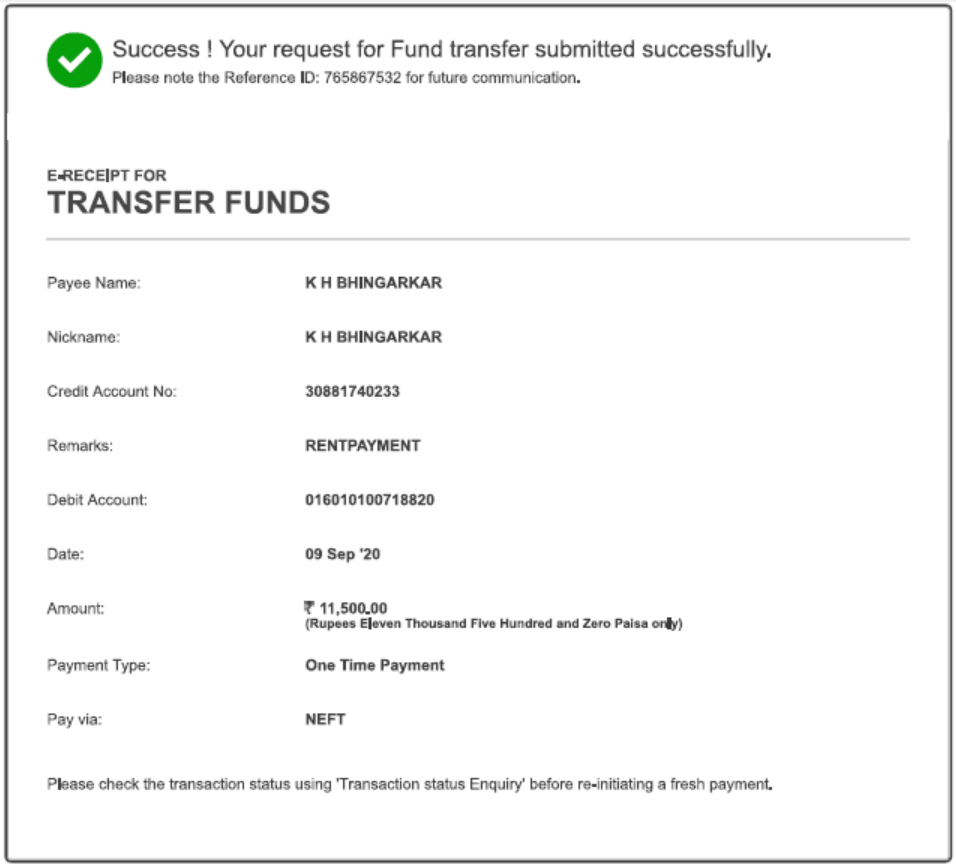 Success ! Your request for Fund transfer submitted successfully.
Please note the Reference ID: 765867532 for future communication.
E-RECEIPT FOR
TRANSFER FUNDS
Payee Name: K H BHINGARKAR
Nickname: K H BHINGARKAR
Credit Account No: 30881740233
Remarks: RENTPAYMENT
Debit Account: 016010100718820
Date: 09 Sep '20
Amount: ₹ 11,500.00
(Rupees Eleven Thousand Five Hundred and Zero Paisa only)
Payment Type: One Time Payment
Pay via: NEFT
Please check the transaction status using 'Transaction status Enquiry' before re-initiating a fresh payment.